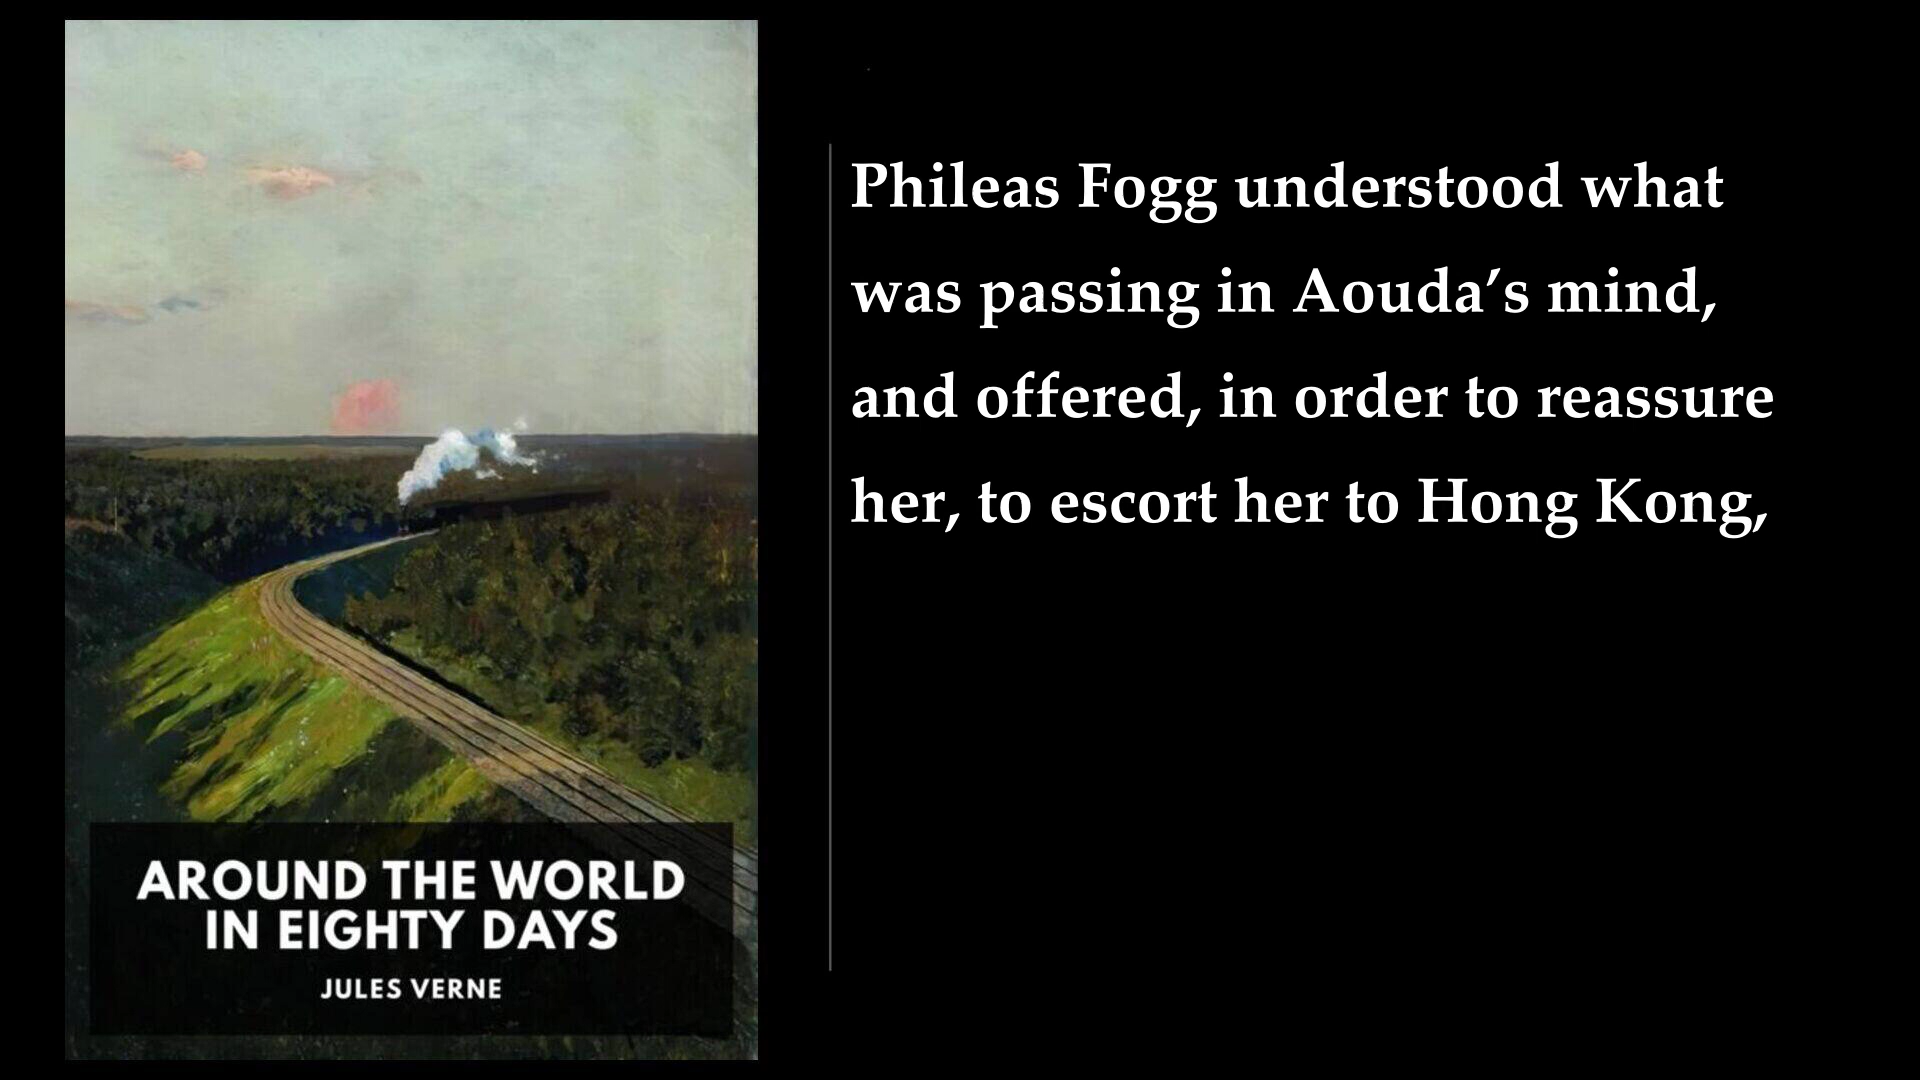 Phileas Fogg understood what
was passing in Aouda’s mind,
and offered, in order to reassure
her, to escort her to Hong Kong,
AROUND THE WORLD
IN EIGHTY DAYS
JULES VERNE